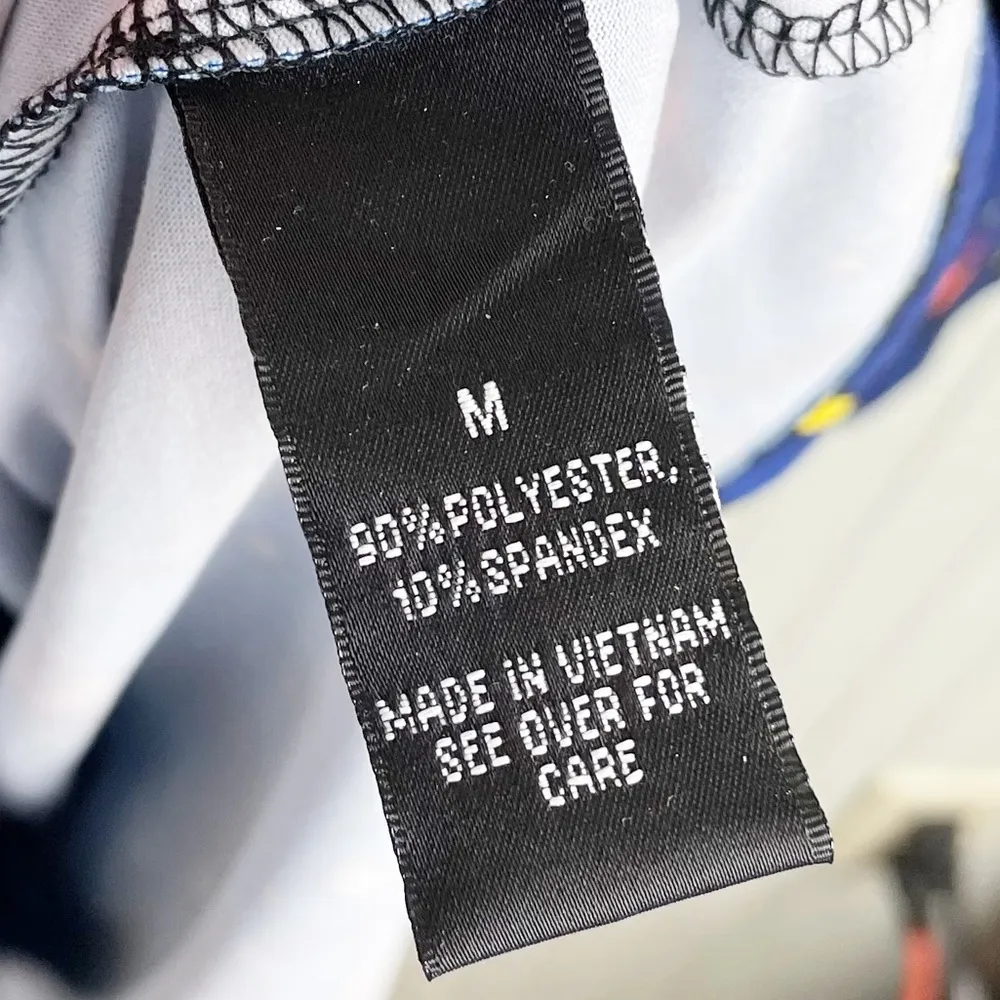 M
90%POLYESTER,
10%SPANDEX
MADE IN VIETNAM
SEE OVER FOR
CARE